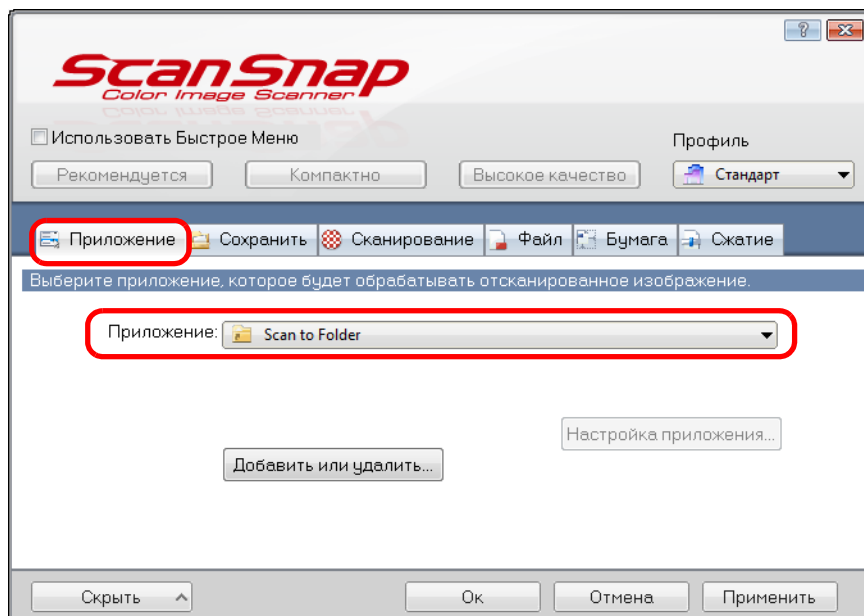 ScanSnap
Color Image Scanner
Использовать Быстрое Меню
Профиль
Рекомендуется Компактно Высокое качество Стандарт
Приложение Сохранить Сканирование Файл Бумага Сжатие
Выберите приложение, которое будет обрабатывать отсканированное изображение.
Приложение: Scan to Folder
Настройка приложения...
Добавить или удалить...
Скрыть Ок Отмена Применить